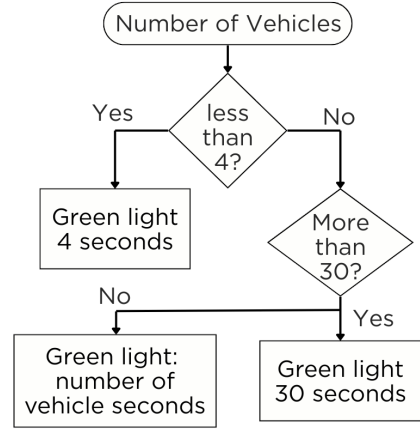 Number of Vehicles
Yes
less
than
4?
No
Green light
4 seconds
More
than
30?
No
Yes
Green light:
number of
vehicle seconds
Green light
30 seconds